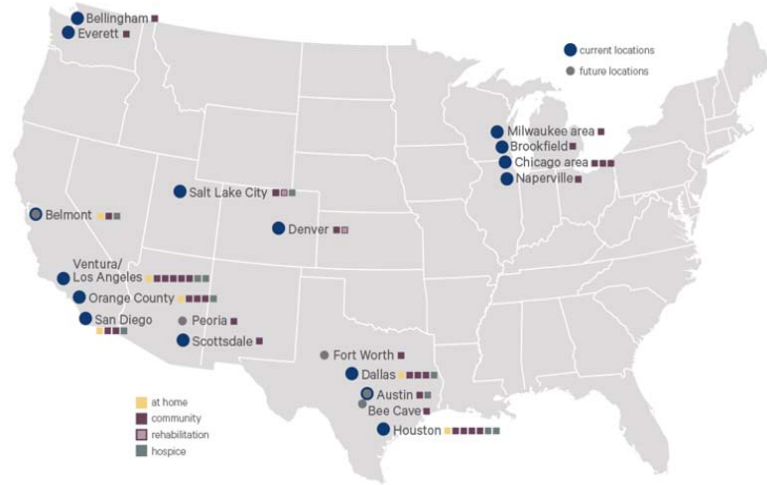 Bellingham
Everett
current locations
future locations
Milwaukee area
Brookfield
Chicago area
Naperville
Salt Lake City
Belmont
Denver
Ventura/
Los Angeles
Orange County
San Diego
Peoria
Scottsdale
Fort Worth
Dallas
Austin
Bee Cave
Houston
at home
community
rehabilitation
hospice